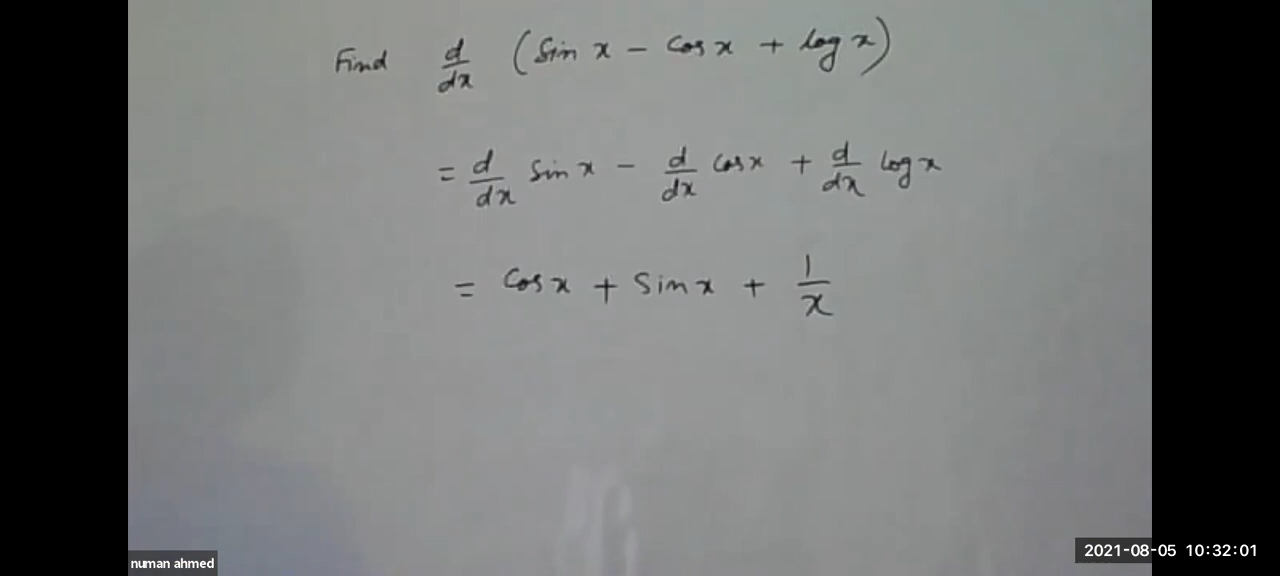 Find d/dx (Sin x - Cos x + log x)
= d/dx Sin x - d/dx Cos x + d/dx log x
= Cos x + Sin x + 1/x
numan ahmed
2021-08-05 10:32:01